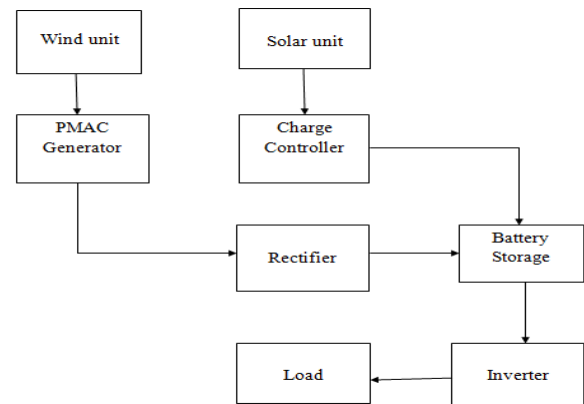 Wind unit
Solar unit
PMAC
Generator
Charge
Controller
Rectifier
Battery
Storage
Load
Inverter